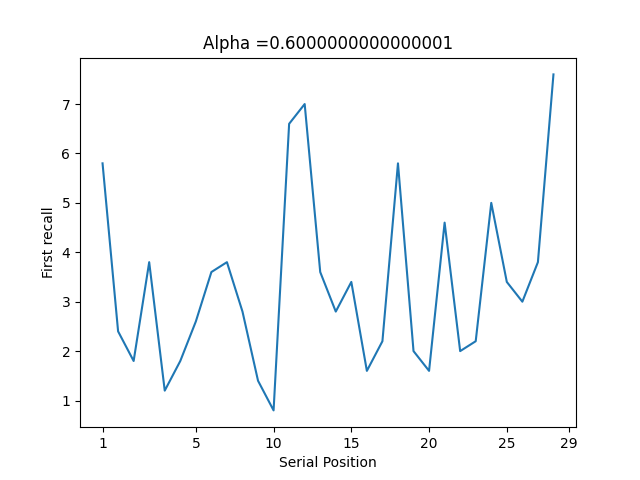 Alpha =0.6000000000000001
7
6
5
4
3
2
1
First recall
1 5 10 15 20 25 29
Serial Position